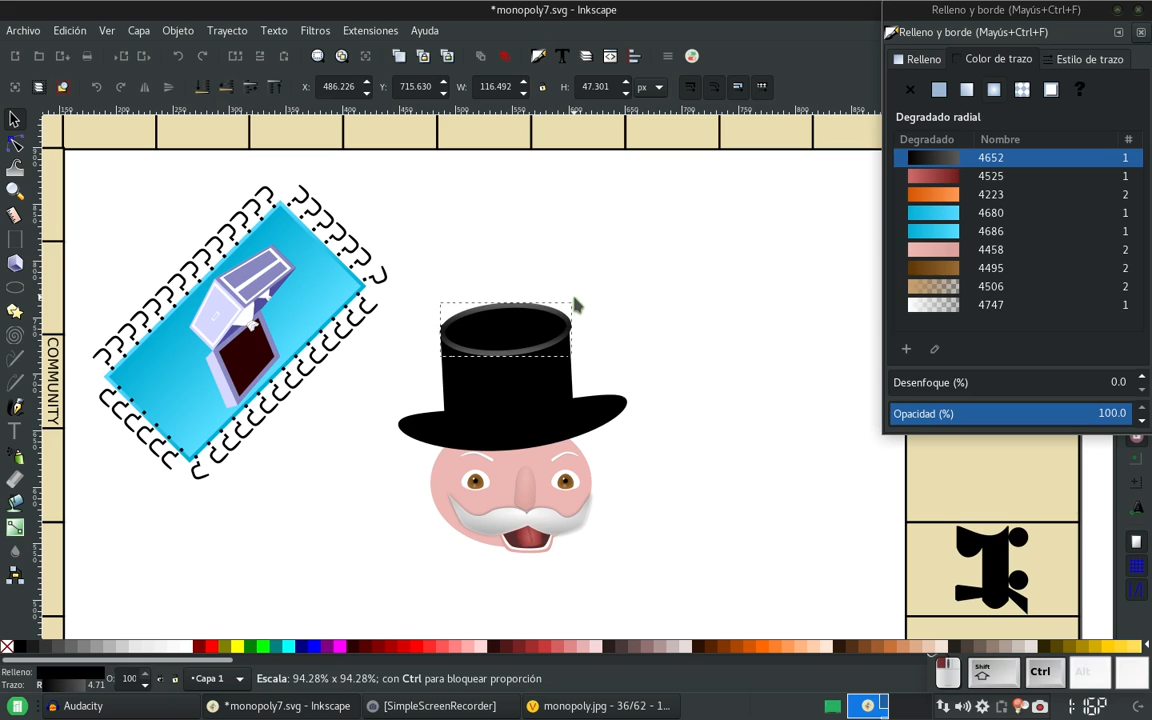 *monopoly7.svg - Inkscape
Relleno y borde (Mayús+Ctrl+F)
Archivo Edición Ver Capa Objeto Trayecto Texto Filtros Extensiones Ayuda
Relleno y borde (Mayús+Ctrl+F)
Relleno Color de trazo Estilo de trazo
X: 486.226 Y: 715.630 W: 116.492 H: 47.301 px
?
Degradado radial
Degradado Nombre #
4652 1
4525 1
4223 2
4680 1
4686 1
4458 2
4495 2
4506 2
4747 1
Desenfoque (%) 0.0
Opacidad (%) 100.0
COMMUNITY
Relleno:
Trazo: R 4.71
O: 100
•Capa 1
Escala: 94.28% x 94.28%; con Ctrl para bloquear proporción
Shift Ctrl Alt
Audacity
*monopoly7.svg - Inkscape
[SimpleScreenRecorder]
monopoly.jpg - 36/62 - 1...